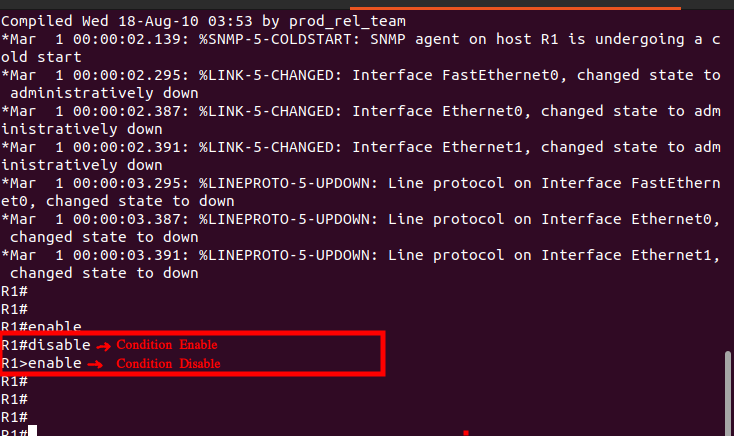 Compiled Wed 18-Aug-10 03:53 by prod_rel_team
*Mar  1 00:00:02.139: %SNMP-5-COLDSTART: SNMP agent on host R1 is undergoing a c
old start
*Mar  1 00:00:02.295: %LINK-5-CHANGED: Interface FastEthernet0, changed state to
 administratively down
*Mar  1 00:00:02.387: %LINK-5-CHANGED: Interface Ethernet0, changed state to adm
inistratively down
*Mar  1 00:00:02.391: %LINK-5-CHANGED: Interface Ethernet1, changed state to adm
inistratively down
*Mar  1 00:00:03.295: %LINEPROTO-5-UPDOWN: Line protocol on Interface FastEthern
et0, changed state to down
*Mar  1 00:00:03.387: %LINEPROTO-5-UPDOWN: Line protocol on Interface Ethernet0,
 changed state to down
*Mar  1 00:00:03.391: %LINEPROTO-5-UPDOWN: Line protocol on Interface Ethernet1,
 changed state to down
R1#
R1#
R1#enable
R1#disable → Condition Enable
R1>enable → Condition Disable
R1#
R1#
R1#
R1#